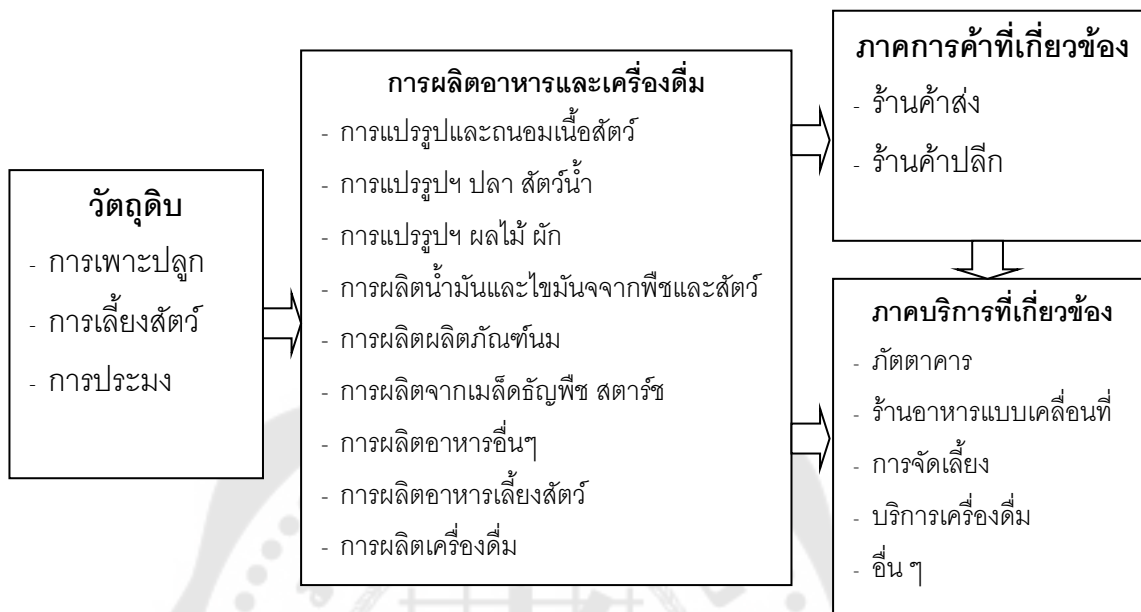 วัตถุดิบ
- การเพาะปลูก
- การเลี้ยงสัตว์
- การประมง
การผลิตอาหารและเครื่องดื่ม
- การแปรรูปและถนอมเนื้อสัตว์
- การแปรรูปฯ ปลา สัตว์น้ำ
- การแปรรูปฯ ผลไม้ ผัก
- การผลิตน้ำมันและไขมันจจากพืชและสัตว์
- การผลิตผลิตภัณฑ์นม
- การผลิตจากเมล็ดธัญพืช สตาร์ช
- การผลิตอาหารอื่นๆ
- การผลิตอาหารเลี้ยงสัตว์
- การผลิตเครื่องดื่ม
ภาคการค้าที่เกี่ยวข้อง
- ร้านค้าส่ง
- ร้านค้าปลีก
ภาคบริการที่เกี่ยวข้อง
- ภัตตาคาร
- ร้านอาหารแบบเคลื่อนที่
- การจัดเลี้ยง
- บริการเครื่องดื่ม
- อื่น ๆ